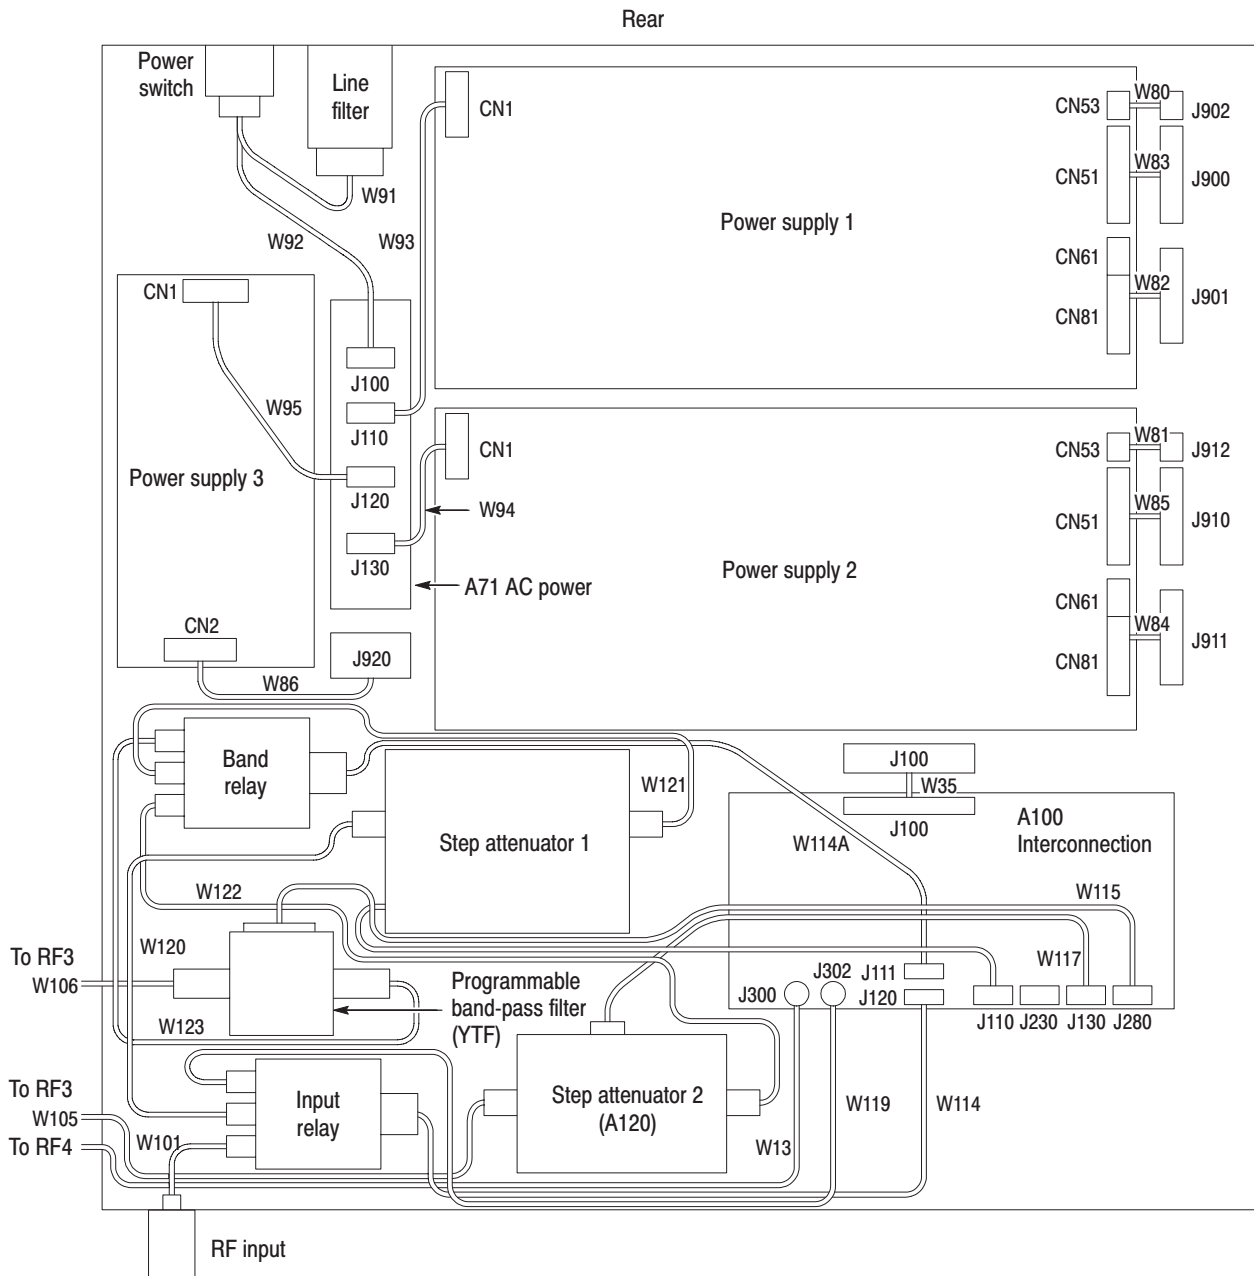 Rear
Power
switch
Line
filter
W91
W92
W93
CN1
Power supply 1
CN53
W80
J902
CN51
W83
J900
CN61
W82
J901
CN81
CN1
W95
Power supply 3
J100
J110
J120
J130
CN1
W94
A71 AC power
Power supply 2
CN53
W81
J912
CN51
W85
J910
CN61
W84
J911
CN81
CN2
W86
J920
Band
relay
Step attenuator 1
W121
J100
W35
J100
A100
Interconnection
W114A
W122
W115
W120
To RF3
W106
W123
Programmable
band-pass filter
(YTF)
W117
J302
J111
J300
J120
J110
J230
J130
J280
To RF3
W105
To RF4
W101
Input
relay
Step attenuator 2
(A120)
W13
W119
W114
RF input